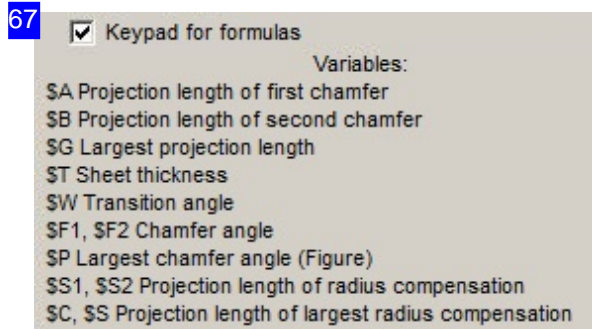 67
Keypad for formulas
Variables:
$A Projection length of first chamfer
$B Projection length of second chamfer
$G Largest projection length
$T Sheet thickness
$W Transition angle
$F1, $F2 Chamfer angle
$P Largest chamfer angle (Figure)
$S1, $S2 Projection length of radius compensation
$C, $S Projection length of largest radius compensation